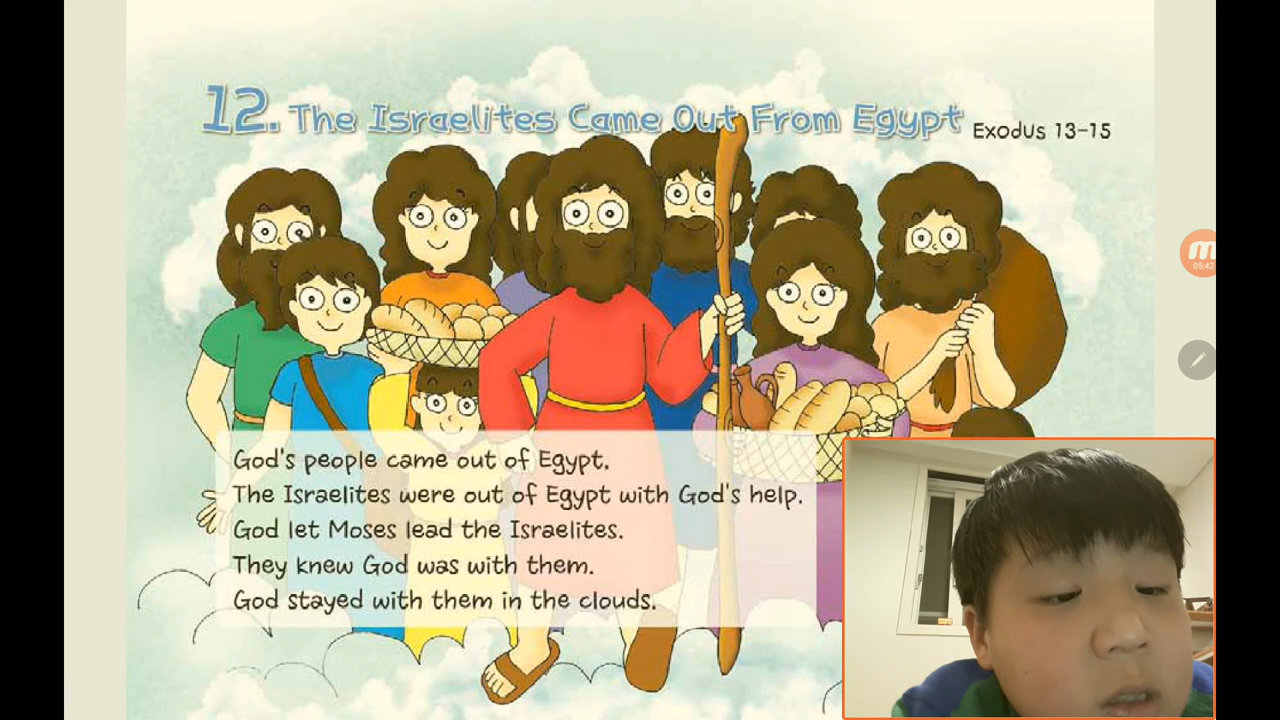 12. The Israelites Came Out From Egypt
Exodus 13-15
God's people came out of Egypt.
The Israelites were out of Egypt with God's help.
God let Moses lead the Israelites.
They knew God was with them.
God stayed with them in the clouds.
m
05:42